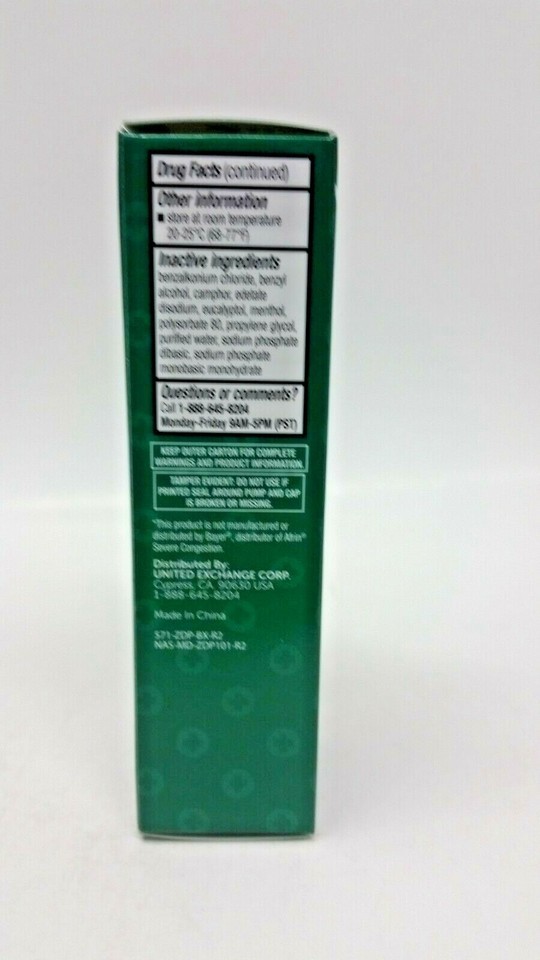 Drug Facts (continued)
Other information
■ store at room temperature
20-25°C (68-77°F)
Inactive ingredients
benzalkonium chloride, benzyl
alcohol, camphor, edetate
disodium, eucalyptol, menthol,
polysorbate 80, propylene glycol,
purified water, sodium phosphate
dibasic, sodium phosphate
monobasic monohydrate
Questions or comments?
Call 1-888-645-8204
Monday-Friday 9AM-5PM (PST)
KEEP OUTER CARTON FOR COMPLETE
WARNINGS AND PRODUCT INFORMATION.
TAMPER EVIDENT: DO NOT USE IF
PRINTED SEAL AROUND PUMP AND CAP
IS BROKEN OR MISSING.
*This product is not manufactured or
distributed by Bayer®, distributor of Afrin®
Severe Congestion.
Distributed By:
UNITED EXCHANGE CORP.
Cypress, CA 90630 USA
1-888-645-8204
Made In China
571-ZDP-BX-R2
NAS-MD-ZDP101-R2